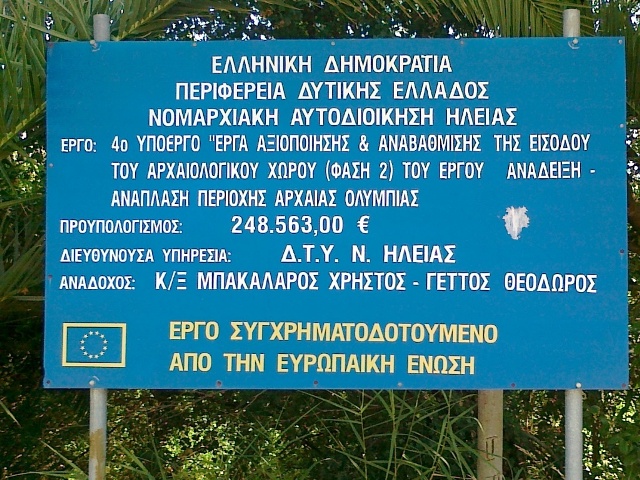 ΕΛΛΗΝΙΚΗ ΔΗΜΟΚΡΑΤΙΑ
ΠΕΡΙΦΕΡΕΙΑ ΔΥΤΙΚΗΣ ΕΛΛΑΔΟΣ
ΝΟΜΑΡΧΙΑΚΗ ΑΥΤΟΔΙΟΙΚΗΣΗ ΗΛΕΙΑΣ
ΕΡΓΟ: 4ο ΥΠΟΕΡΓΟ "ΕΡΓΑ ΑΞΙΟΠΟΙΗΣΗΣ & ΑΝΑΒΑΘΜΙΣΗΣ ΤΗΣ ΕΙΣΟΔΟΥ
ΤΟΥ ΑΡΧΑΙΟΛΟΓΙΚΟΥ ΧΩΡΟΥ (ΦΑΣΗ 2) ΤΟΥ ΕΡΓΟΥ ΑΝΑΔΕΙΞΗ -
ΑΝΑΠΛΑΣΗ ΠΕΡΙΟΧΗΣ ΑΡΧΑΙΑΣ ΟΛΥΜΠΙΑΣ
ΠΡΟΥΠΟΛΟΓΙΣΜΟΣ: 248.563,00 €
ΔΙΕΥΘΥΝΟΥΣΑ ΥΠΗΡΕΣΙΑ: Δ.Τ.Υ. Ν. ΗΛΕΙΑΣ
ΑΝΑΔΟΧΟΣ: Κ/Ξ ΜΠΑΚΑΛΑΡΟΣ ΧΡΗΣΤΟΣ - ΓΕΤΤΟΣ ΘΕΟΔΩΡΟΣ
ΕΡΓΟ ΣΥΓΧΡΗΜΑΤΟΔΟΤΟΥΜΕΝΟ
ΑΠΟ ΤΗΝ ΕΥΡΩΠΑΙΚΗ ΕΝΩΣΗ